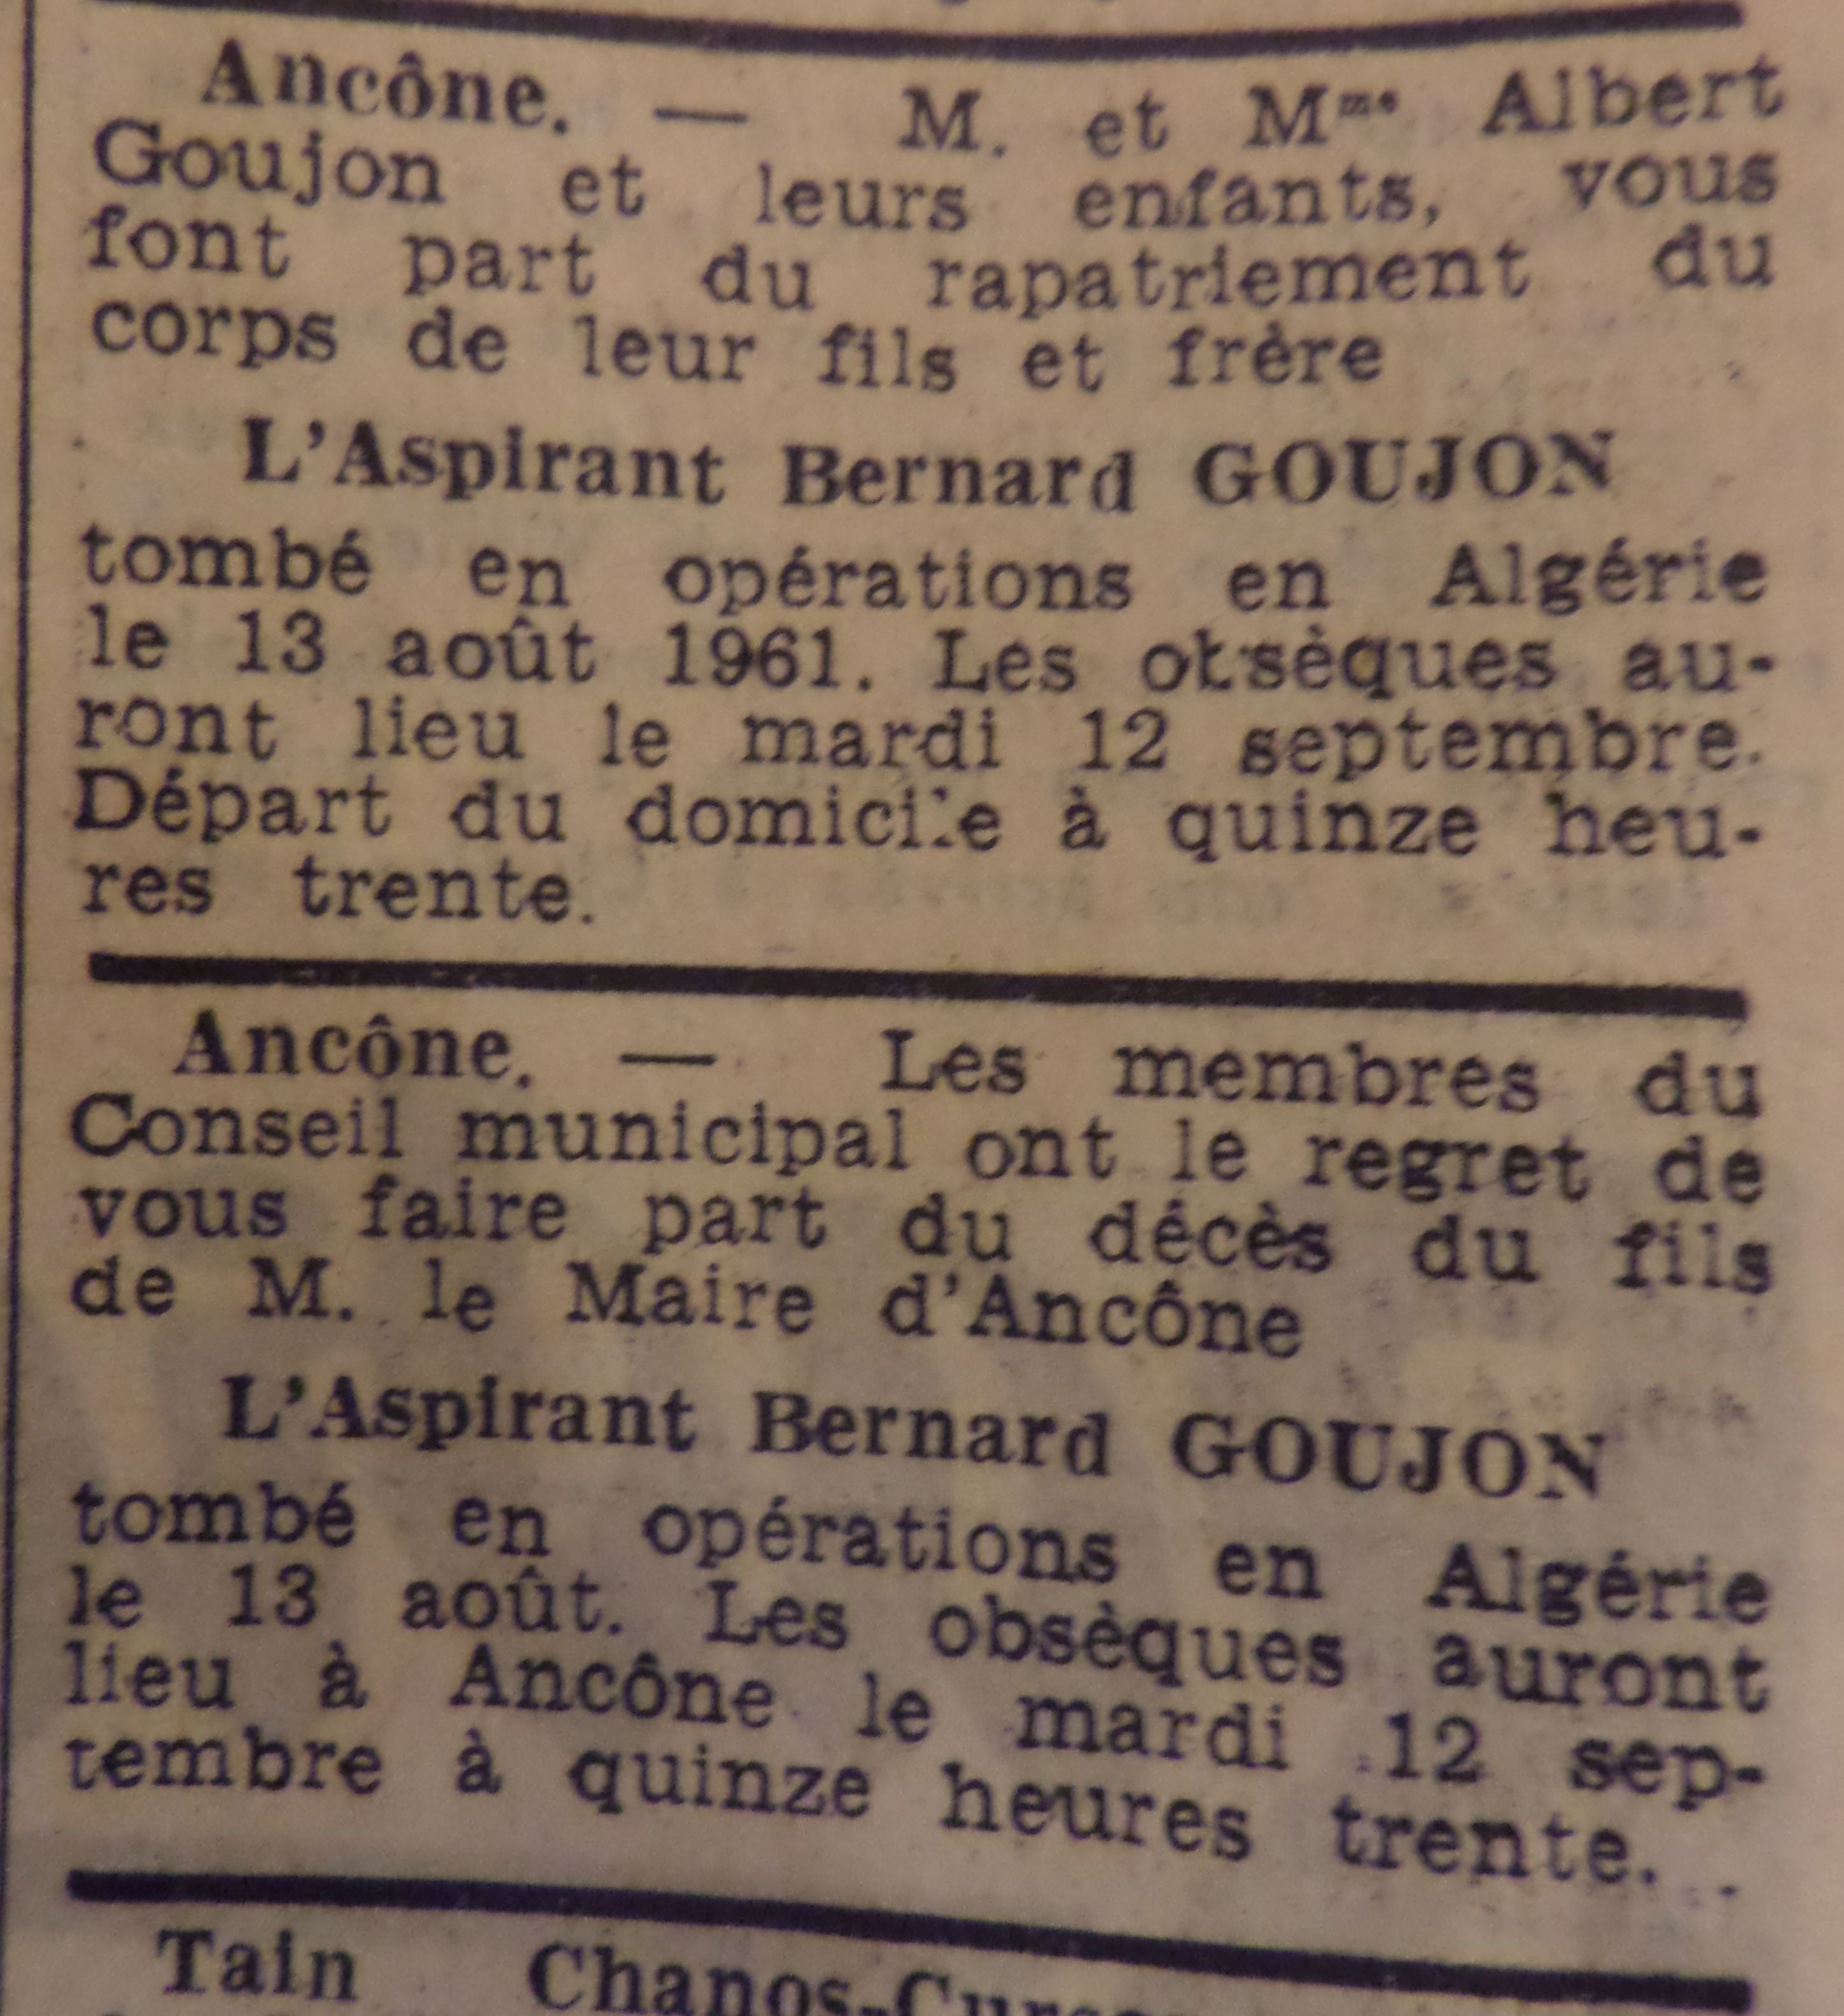 Ancône. — M. et Mme Albert
Goujon et leurs enfants, vous
font part du rapatriement du
corps de leur fils et frère
L'Aspirant Bernard GOUJON
tombé en opérations en Algérie
le 13 août 1961. Les obsèques au-
ront lieu le mardi 12 septembre.
Départ du domicile à quinze heu-
res trente.
Ancône. — Les membres du
Conseil municipal ont le regret de
vous faire part du décès du fils
de M. le Maire d'Ancône
L'Aspirant Bernard GOUJON
tombé en opérations en Algérie
le 13 août. Les obsèques auront
lieu à Ancône le mardi 12 sep-
tembre à quinze heures trente.
Tain Chanos-